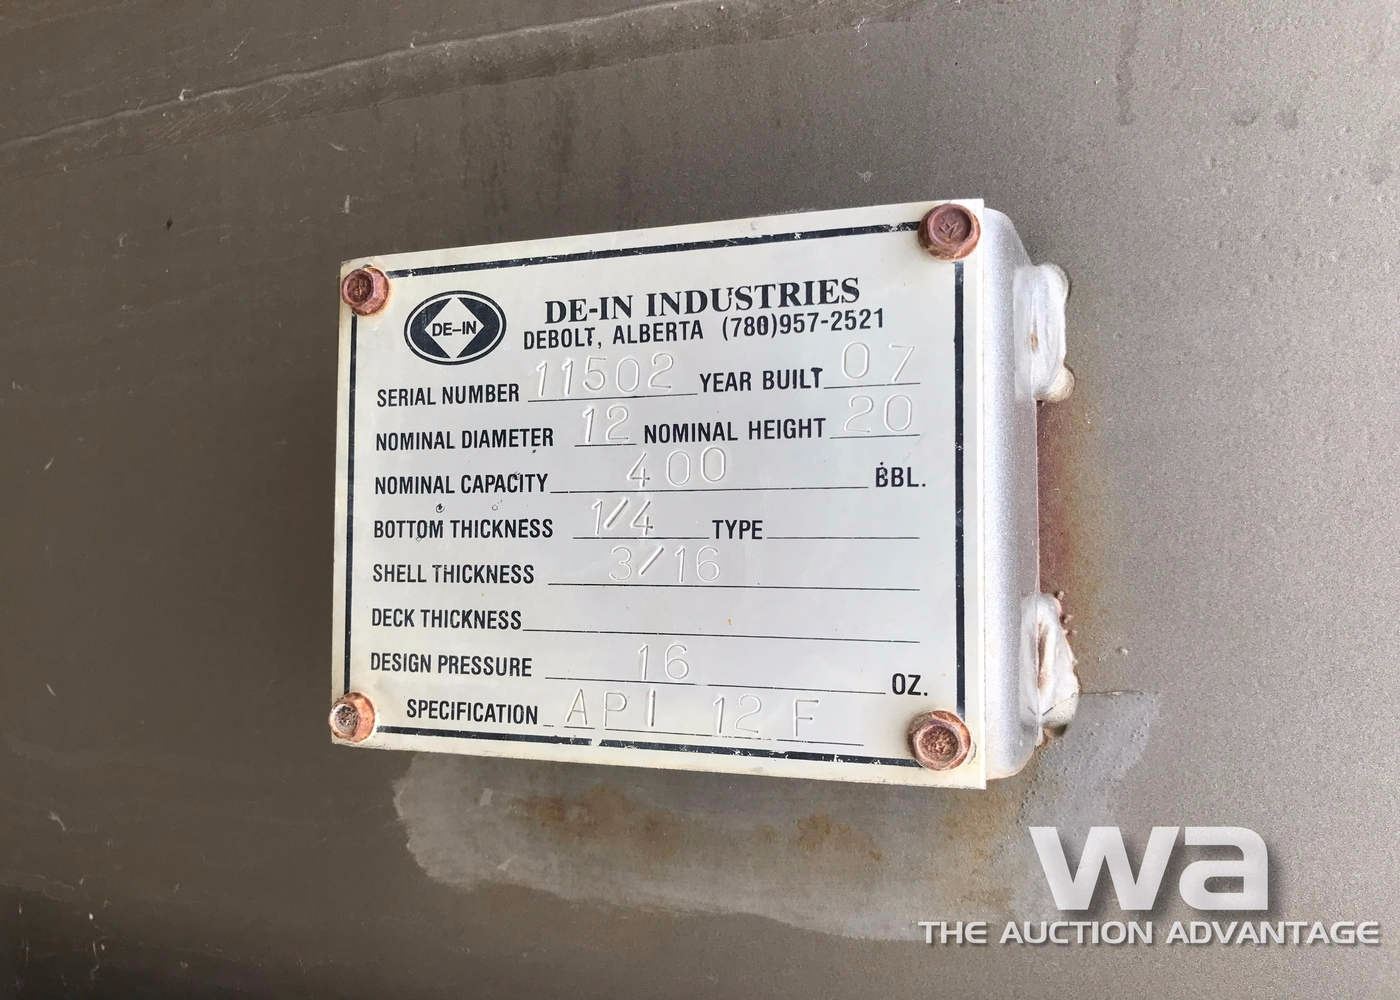 DE-IN
DE-IN INDUSTRIES
DEBOLT, ALBERTA (780)957-2521
SERIAL NUMBER 11502 YEAR BUILT 07
NOMINAL DIAMETER 12 NOMINAL HEIGHT 20
NOMINAL CAPACITY 400 BBL.
BOTTOM THICKNESS 1/4 TYPE
SHELL THICKNESS 3/16
DECK THICKNESS
DESIGN PRESSURE 16 OZ.
SPECIFICATION API 12 F
wa
THE AUCTION ADVANTAGE